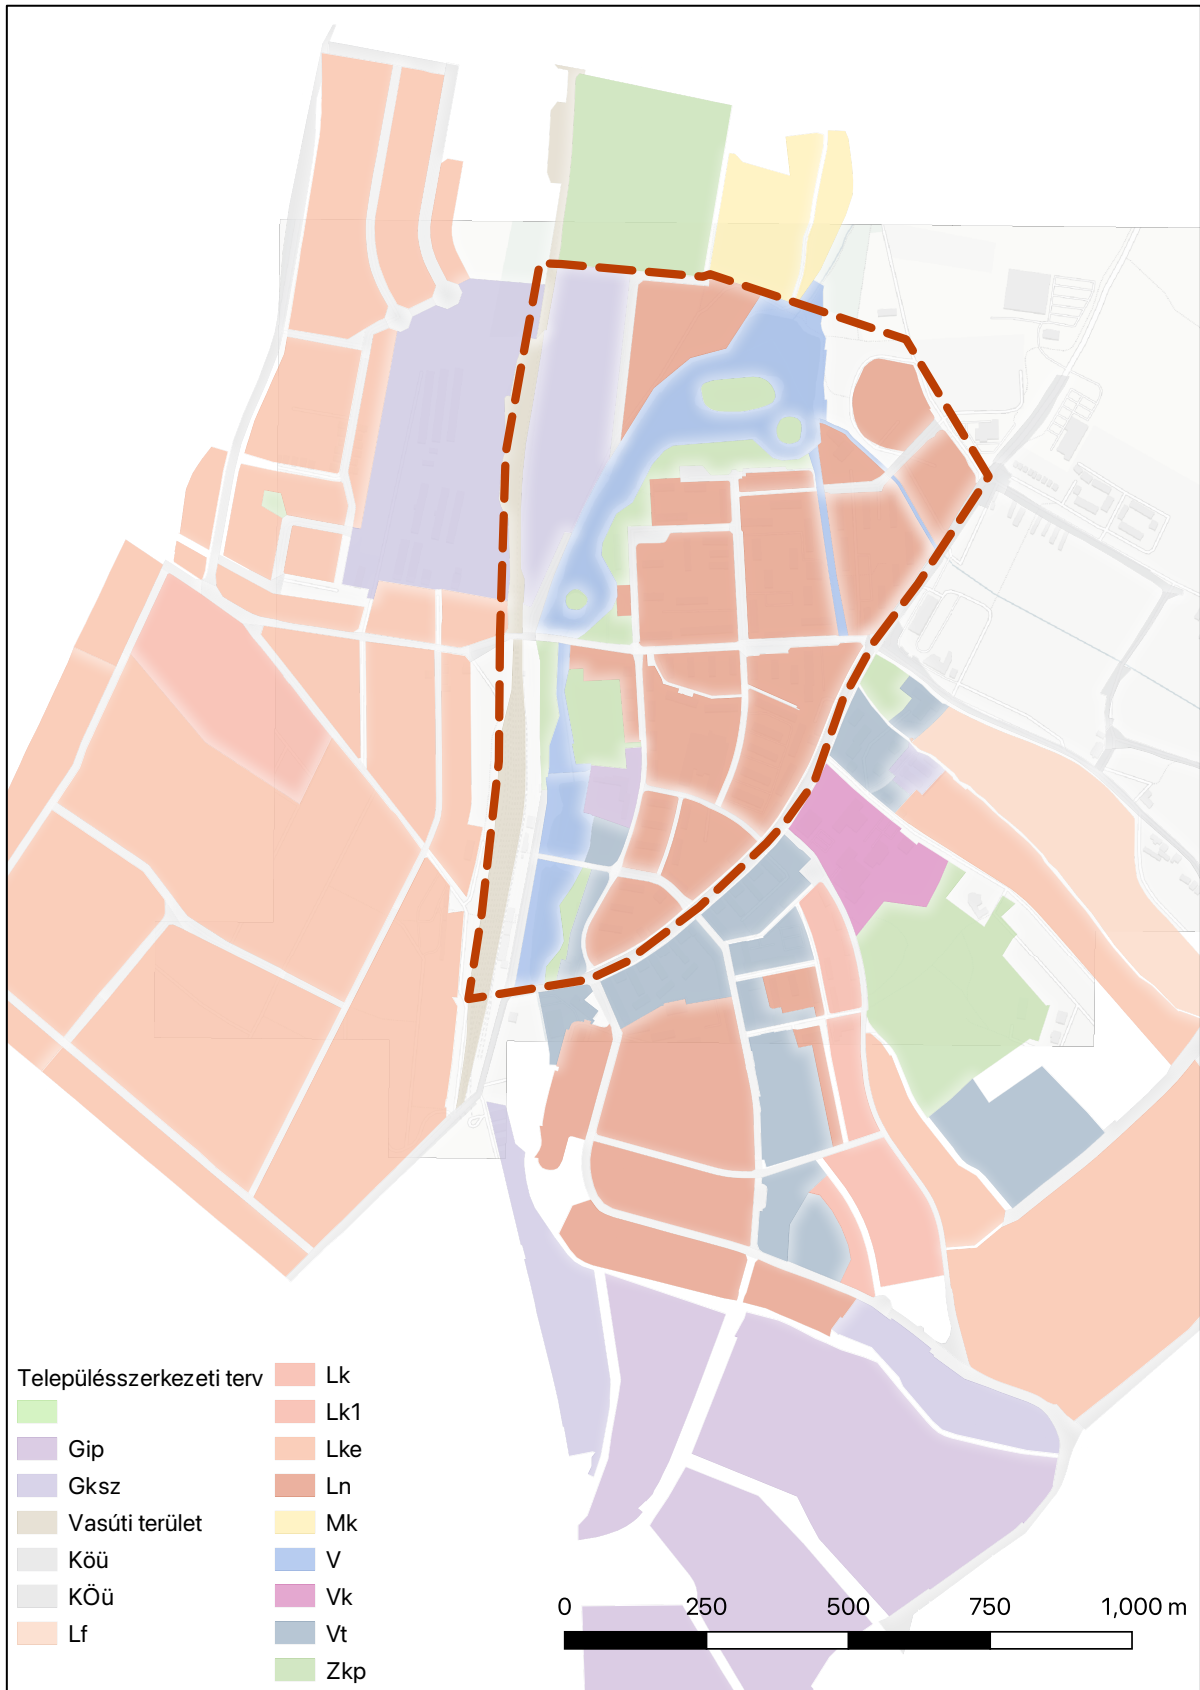 Településszerkezeti terv
Gip
Gksz
Vasúti terület
Köü
KÖü
Lf
Lk
Lk1
Lke
Ln
Mk
V
Vk
Vt
Zkp
0 250 500 750 1,000 m